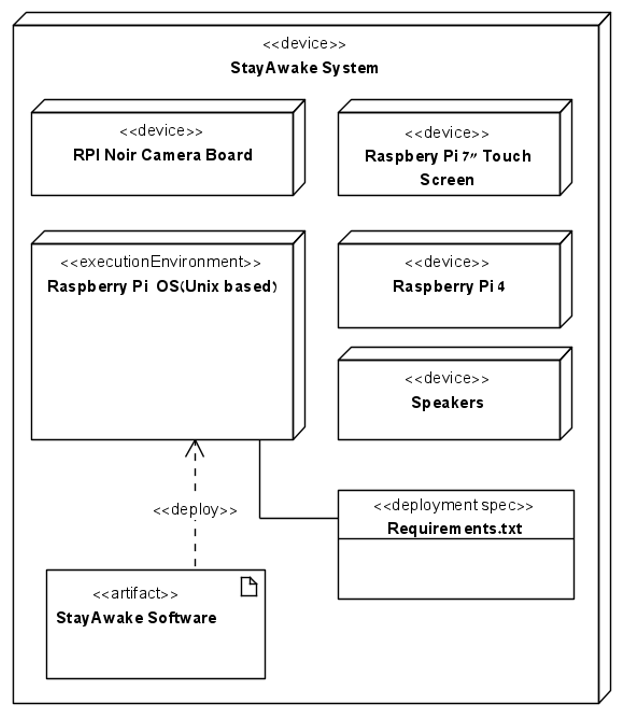 <<device>>
StayAwake System
<<device>>
RPI Noir Camera Board
<<device>>
Raspbery Pi 7" Touch
Screen
<<executionEnvironment>>
Raspberry Pi OS(Unix based)
<<device>>
Raspberry Pi 4
<<device>>
Speakers
<<deploy>>
<<deployment spec>>
Requirements.txt
<<artifact>>
StayAwake Software